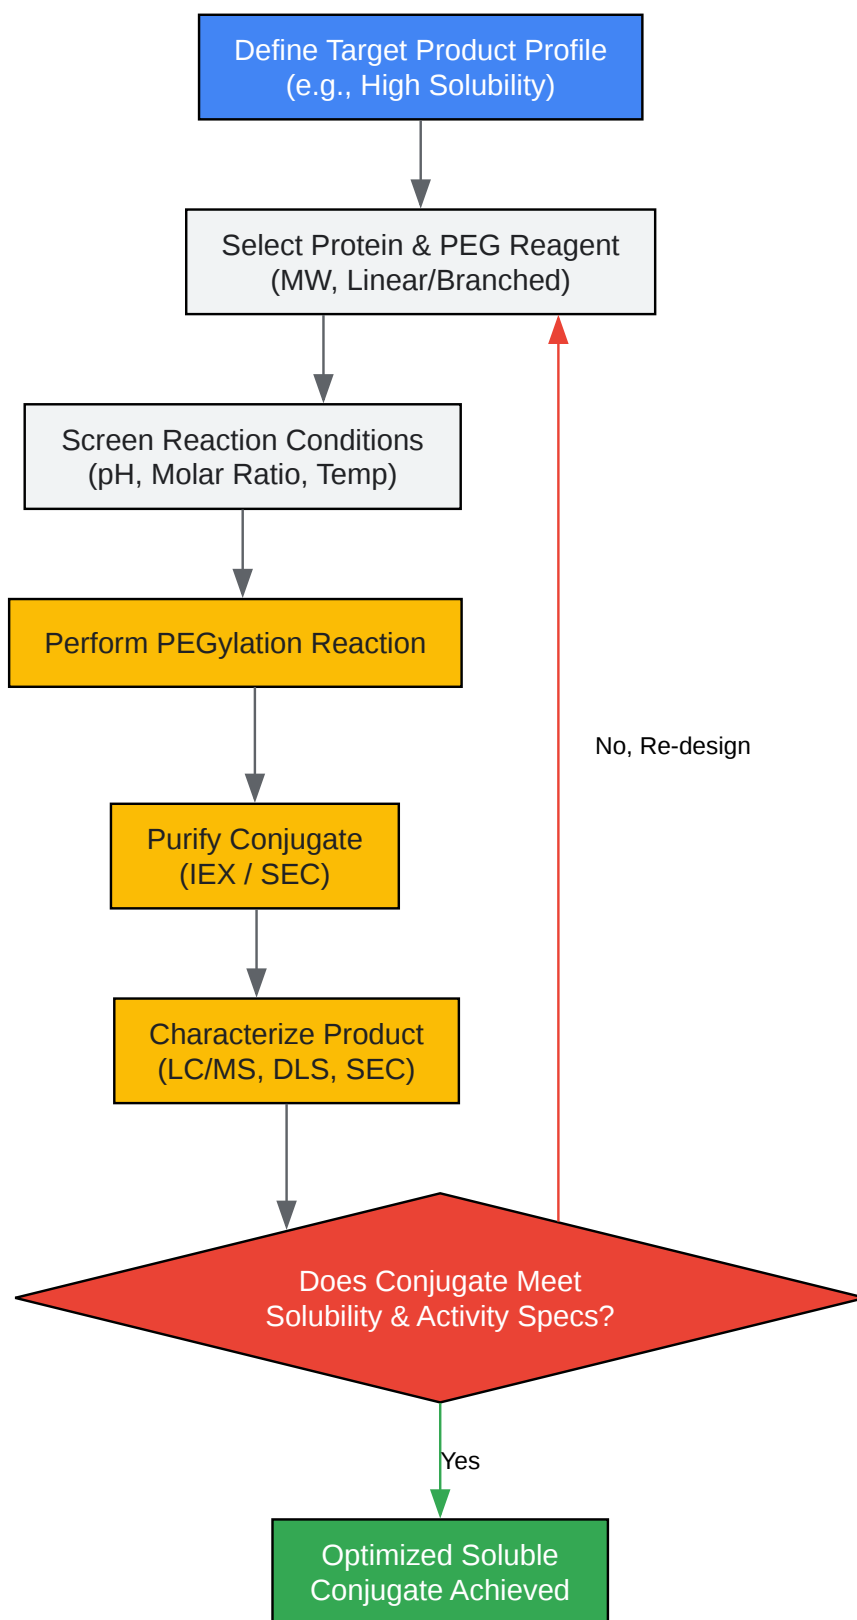 Define Target Product Profile
(e.g., High Solubility)
Select Protein & PEG Reagent
(MW, Linear/Branched)
Screen Reaction Conditions
(pH, Molar Ratio, Temp)
Perform PEGylation Reaction
No, Re-design
Purify Conjugate
(IEX / SEC)
Characterize Product
(LC/MS, DLS, SEC)
Does Conjugate Meet
Solubility & Activity Specs?
Yes
Optimized Soluble
Conjugate Achieved